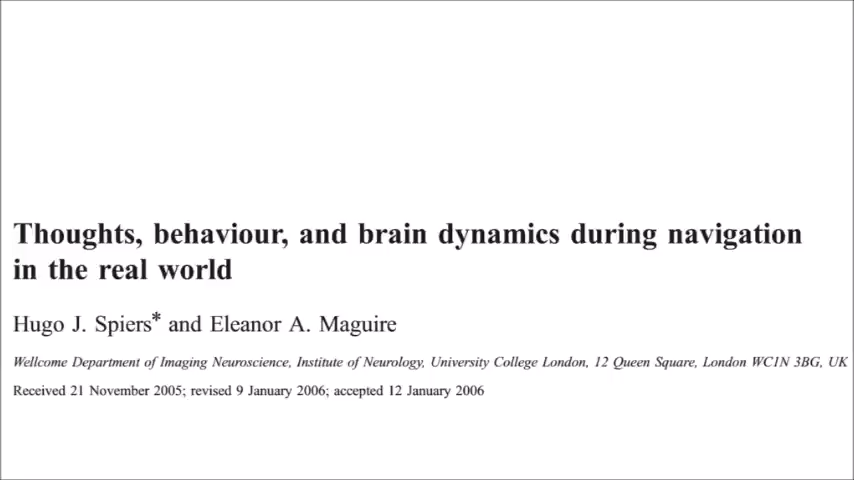 Thoughts, behaviour, and brain dynamics during navigation
in the real world
Hugo J. Spiers* and Eleanor A. Maguire
Wellcome Department of Imaging Neuroscience, Institute of Neurology, University College London, 12 Queen Square, London WC1N 3BG, UK
Received 21 November 2005; revised 9 January 2006; accepted 12 January 2006